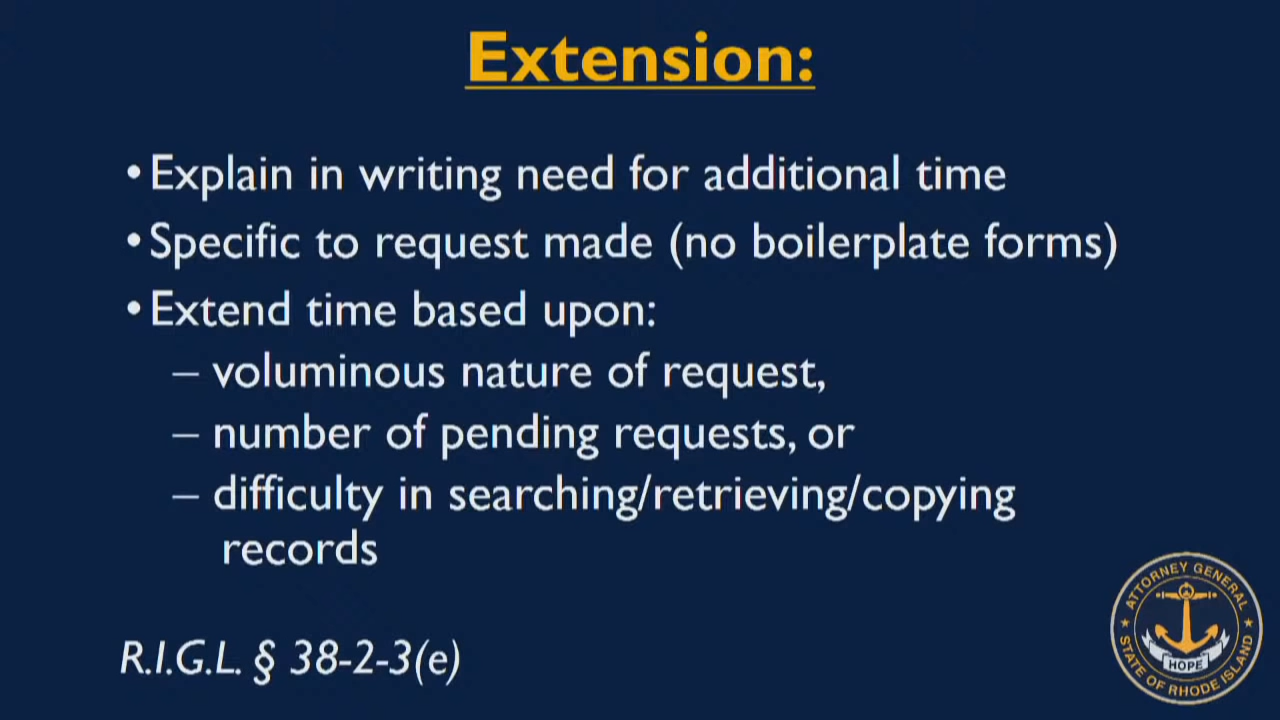 Extension:
• Explain in writing need for additional time
• Specific to request made (no boilerplate forms)
• Extend time based upon:
– voluminous nature of request,
– number of pending requests, or
– difficulty in searching/retrieving/copying
records
R.I.G.L. § 38-2-3(e)
ATTORNEY GENERAL
HOPE
STATE OF RHODE ISLAND